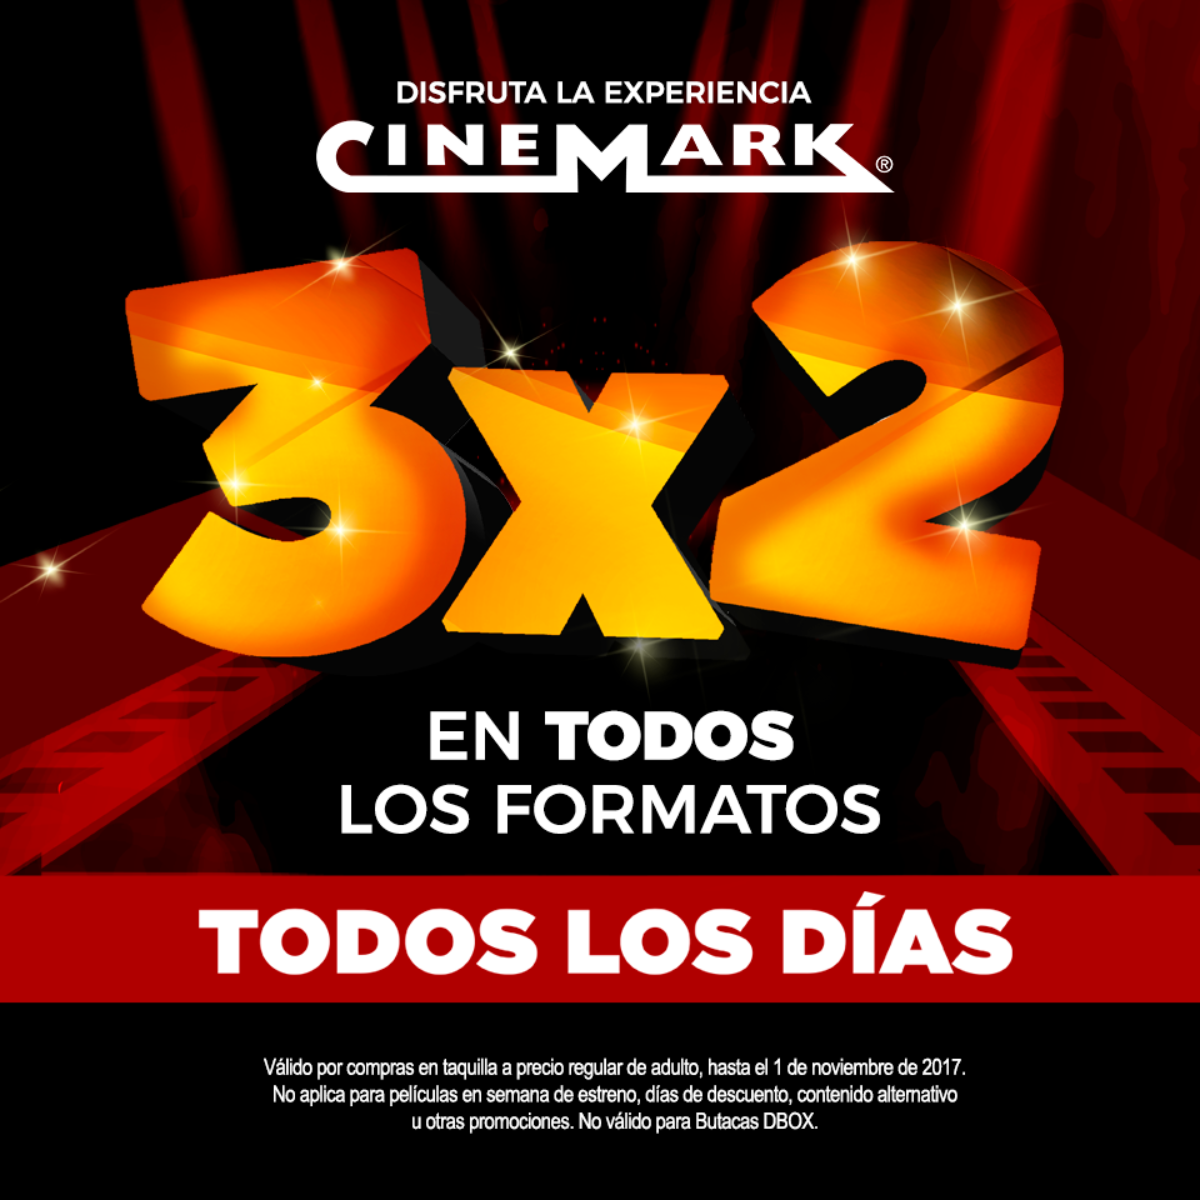 DISFRUTA LA EXPERIENCIA
CINEMARK®
3x2
EN TODOS
LOS FORMATOS
TODOS LOS DÍAS
Válido por compras en taquilla a precio regular de adulto, hasta el 1 de noviembre de 2017.
No aplica para películas en semana de estreno, días de descuento, contenido alternativo
u otras promociones. No válido para Butacas DBOX.